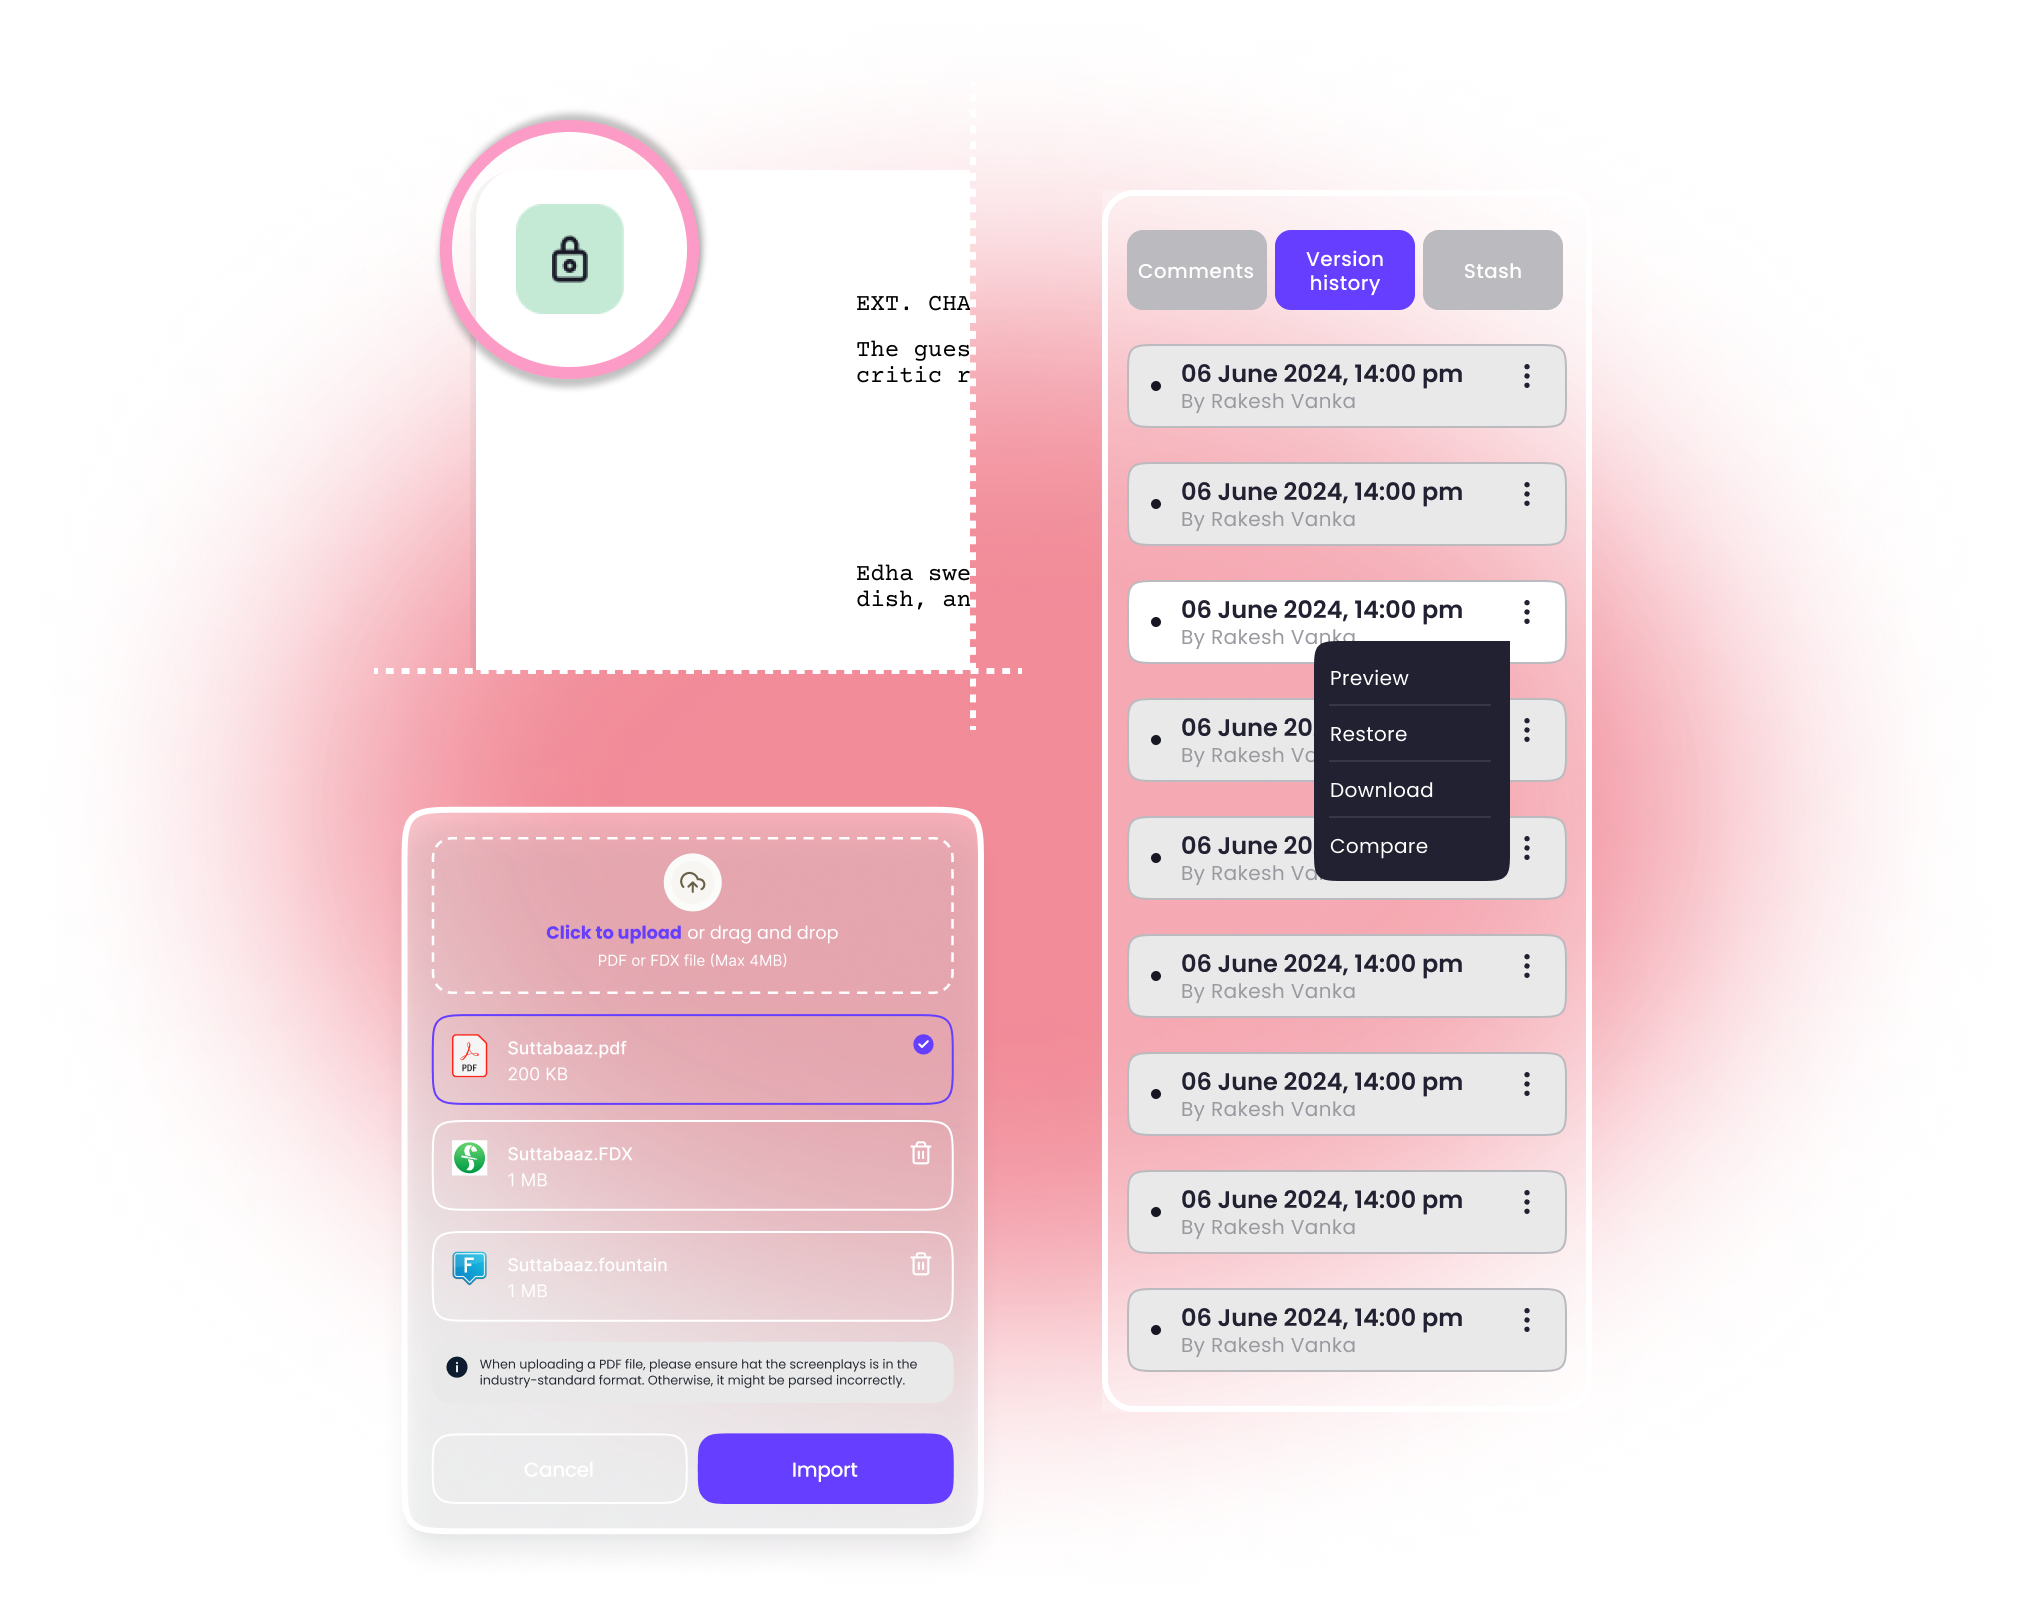 EXT. CHA
The gues
critic r
Edha swe
dish, an
Click to upload or drag and drop
PDF or FDX file (Max 4MB)
PDF
Suttabaaz.pdf
200 KB
Suttabaaz.FDX
1 MB
F
Suttabaaz.fountain
1 MB
When uploading a PDF file, please ensure hat the screenplays is in the
industry-standard format. Otherwise, it might be parsed incorrectly.
Cancel
Import
Comments
Version
history
Stash
06 June 2024, 14:00 pm
By Rakesh Vanka
06 June 2024, 14:00 pm
By Rakesh Vanka
06 June 2024, 14:00 pm
By Rakesh Vanka
Preview
Restore
Download
Compare
06 June 20
By Rakesh Va
06 June 20
By Rakesh Va
06 June 2024, 14:00 pm
By Rakesh Vanka
06 June 2024, 14:00 pm
By Rakesh Vanka
06 June 2024, 14:00 pm
By Rakesh Vanka
06 June 2024, 14:00 pm
By Rakesh Vanka